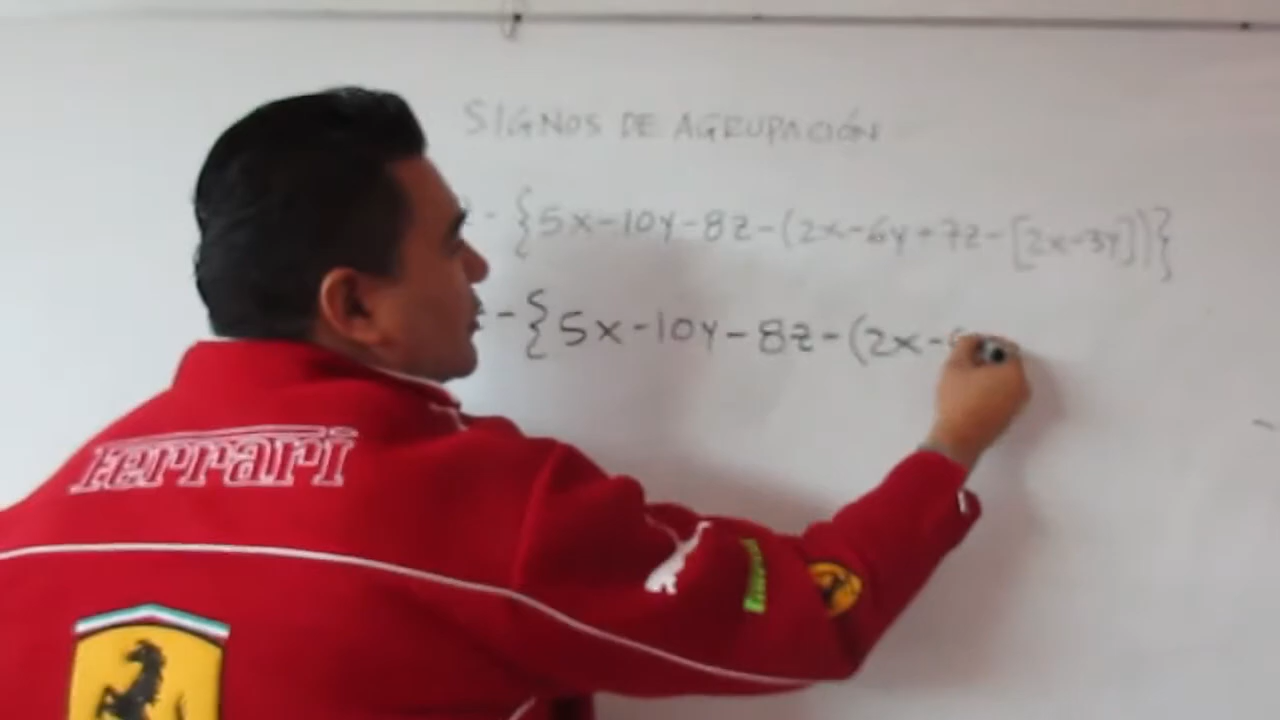 SIGNOS DE AGRUPACIÓN
- {5x-10y-8z-(2x-6y+7z-[2x-3y])}
- {5x-10y-8z-(2x-
Ferrari